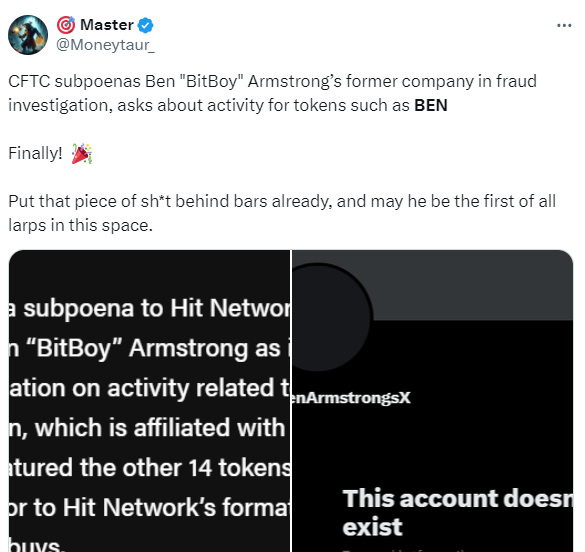 🎯 Master
@Moneytaur_
CFTC subpoenas Ben "BitBoy" Armstrong’s former company in fraud
investigation, asks about activity for tokens such as BEN
Finally! 🎉
Put that piece of sh*t behind bars already, and may he be the first of all
larps in this space.
a subpoena to Hit Networ
n “BitBoy” Armstrong as i
ation on activity related t
n, which is affiliated with
atured the other 14 tokens
or to Hit Network’s format
buys.
enArmstrongsX
This account doesn
exist